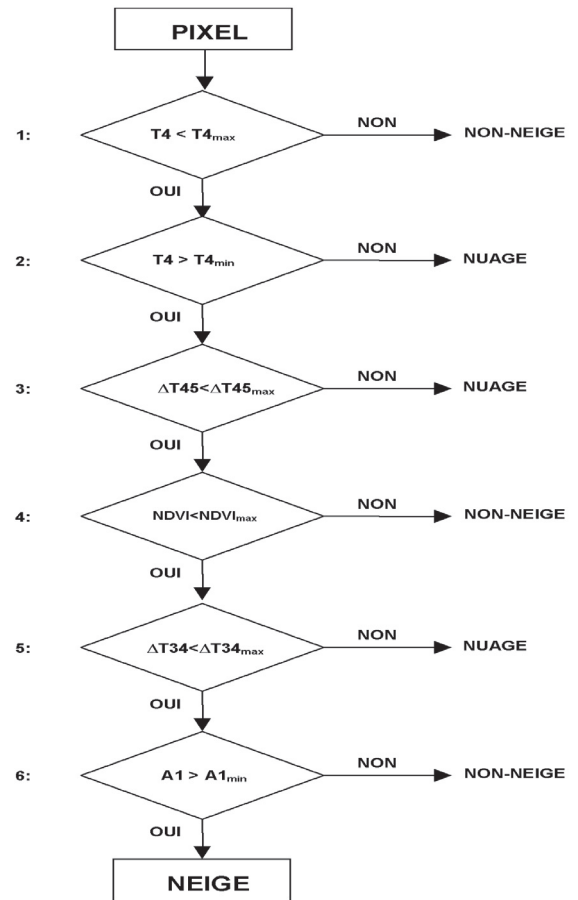 PIXEL
1: T4 < T4max NON NON-NEIGE
OUI
2: T4 > T4min NON NUAGE
OUI
3: ΔT45<ΔT45max NON NUAGE
OUI
4: NDVI<NDVImax NON NON-NEIGE
OUI
5: ΔT34<ΔT34max NON NUAGE
OUI
6: A1 > A1min NON NON-NEIGE
OUI
NEIGE